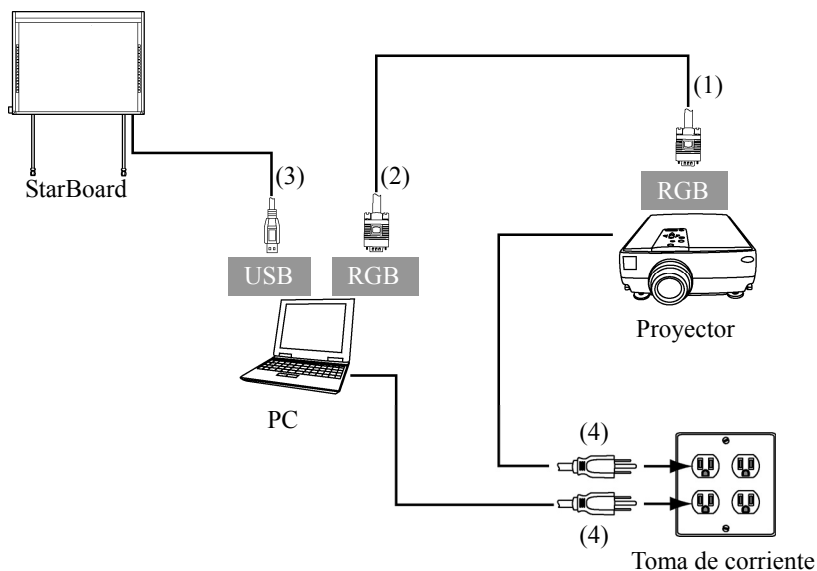 (1)
StarBoard
(3)
(2)
RGB
USB
RGB
Proyector
PC
(4)
(4)
Toma de corriente